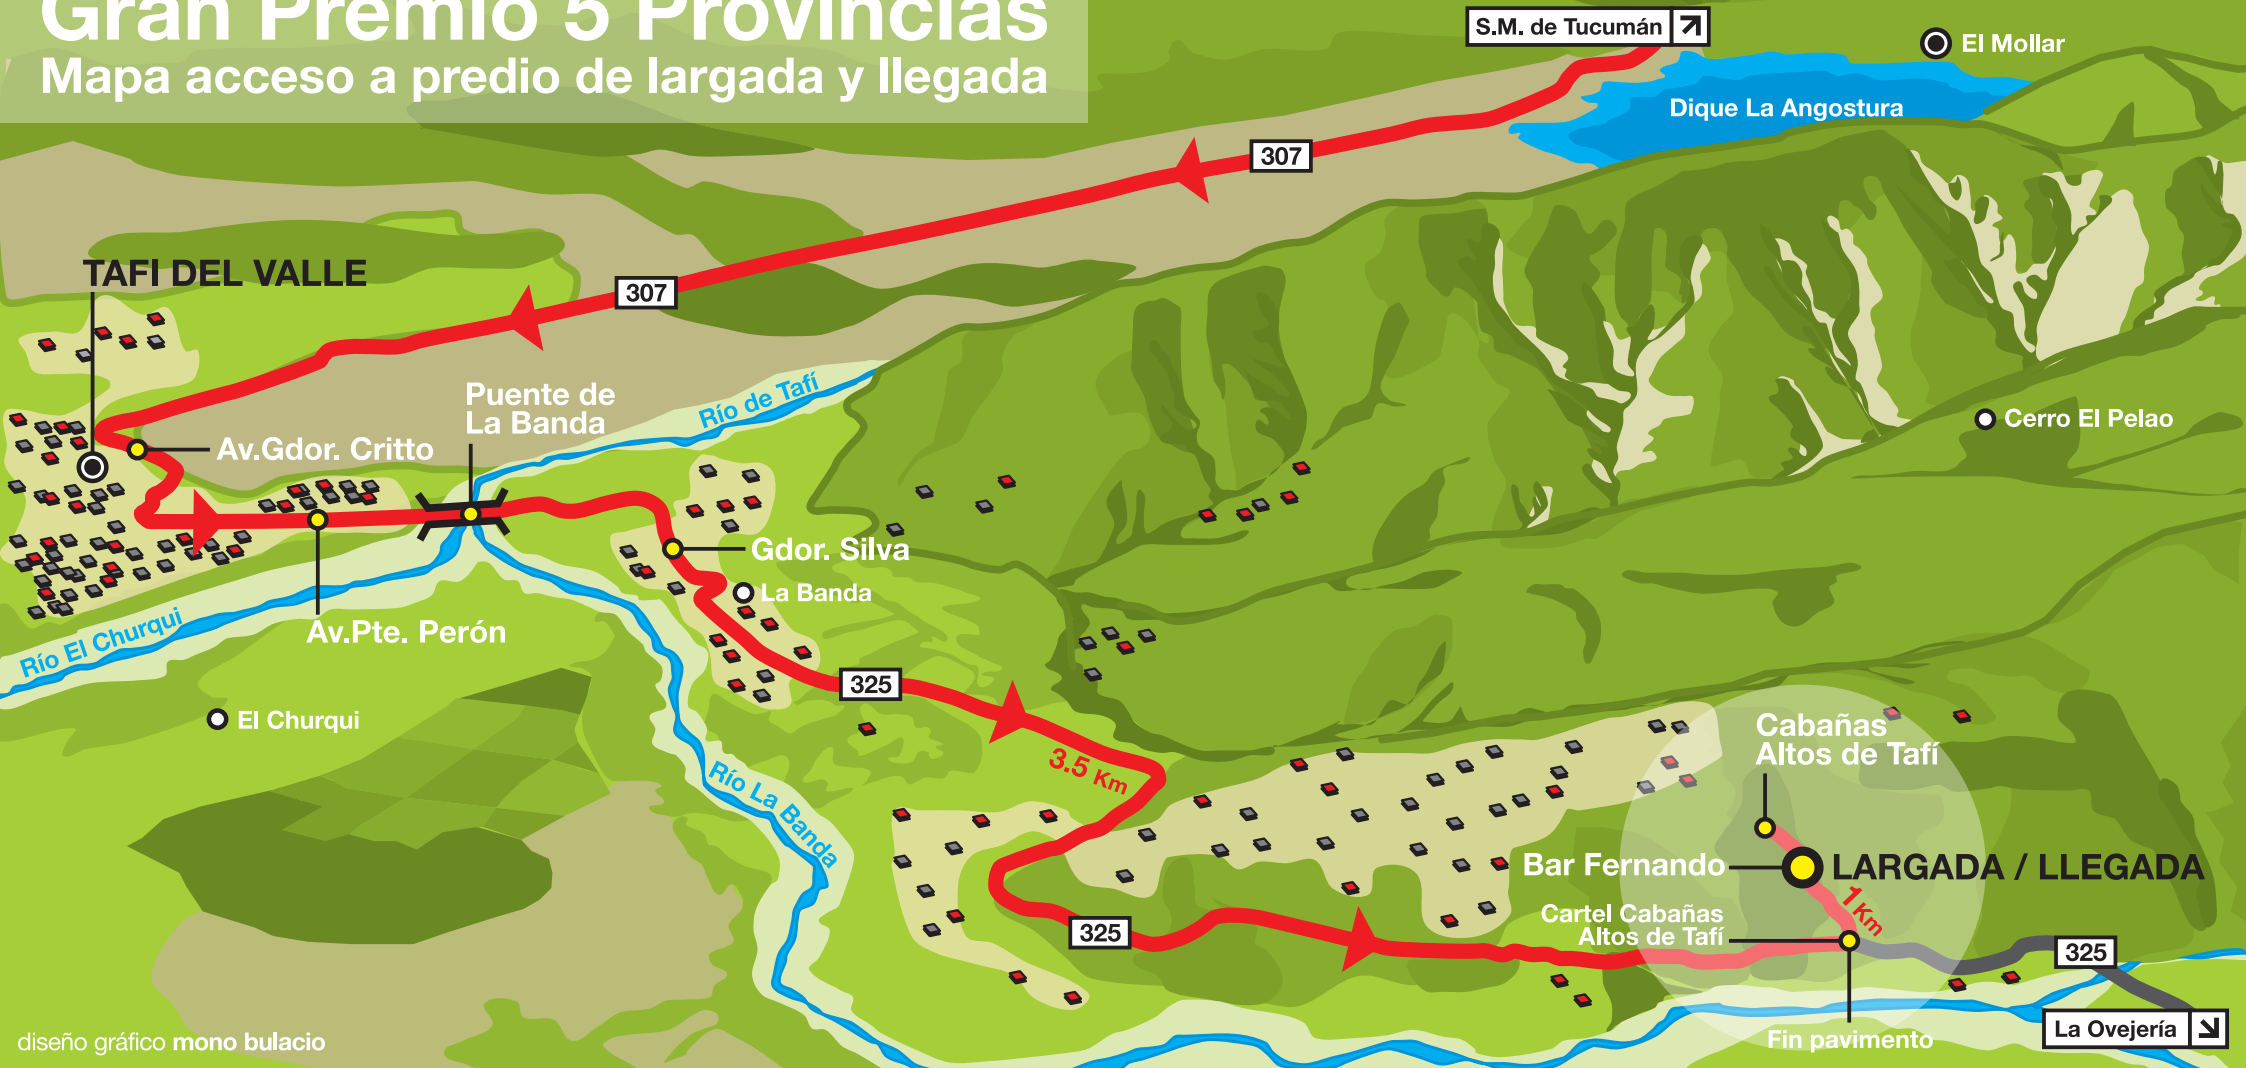 Gran Premio 5 Provincias
Mapa acceso a predio de largada y llegada
S.M. de Tucumán
El Mollar
Dique La Angostura
307
TAFÍ DEL VALLE
307
Puente de
La Banda
Río de Tafí
Av.Gdor. Critto
Cerro El Pelao
Gdor. Silva
La Banda
Río El Churqui
Av.Pte. Perón
325
El Churqui
3.5 Km
Río La Banda
Cabañas
Altos de Tafí
Bar Fernando
LARGADA / LLEGADA
1 Km
Cartel Cabañas
Altos de Tafí
325
325
La Ovejería
Fin pavimento
diseño gráfico mono bulacio